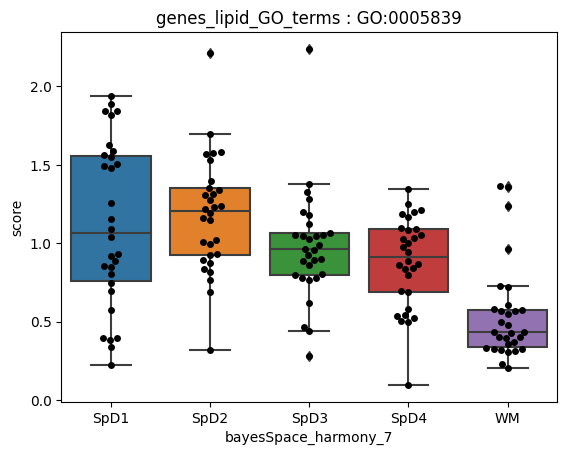 genes_lipid_GO_terms : GO:0005839
2.0
1.5
1.0
0.5
0.0
score
SpD1 SpD2 SpD3 SpD4 WM
bayesSpace_harmony_7